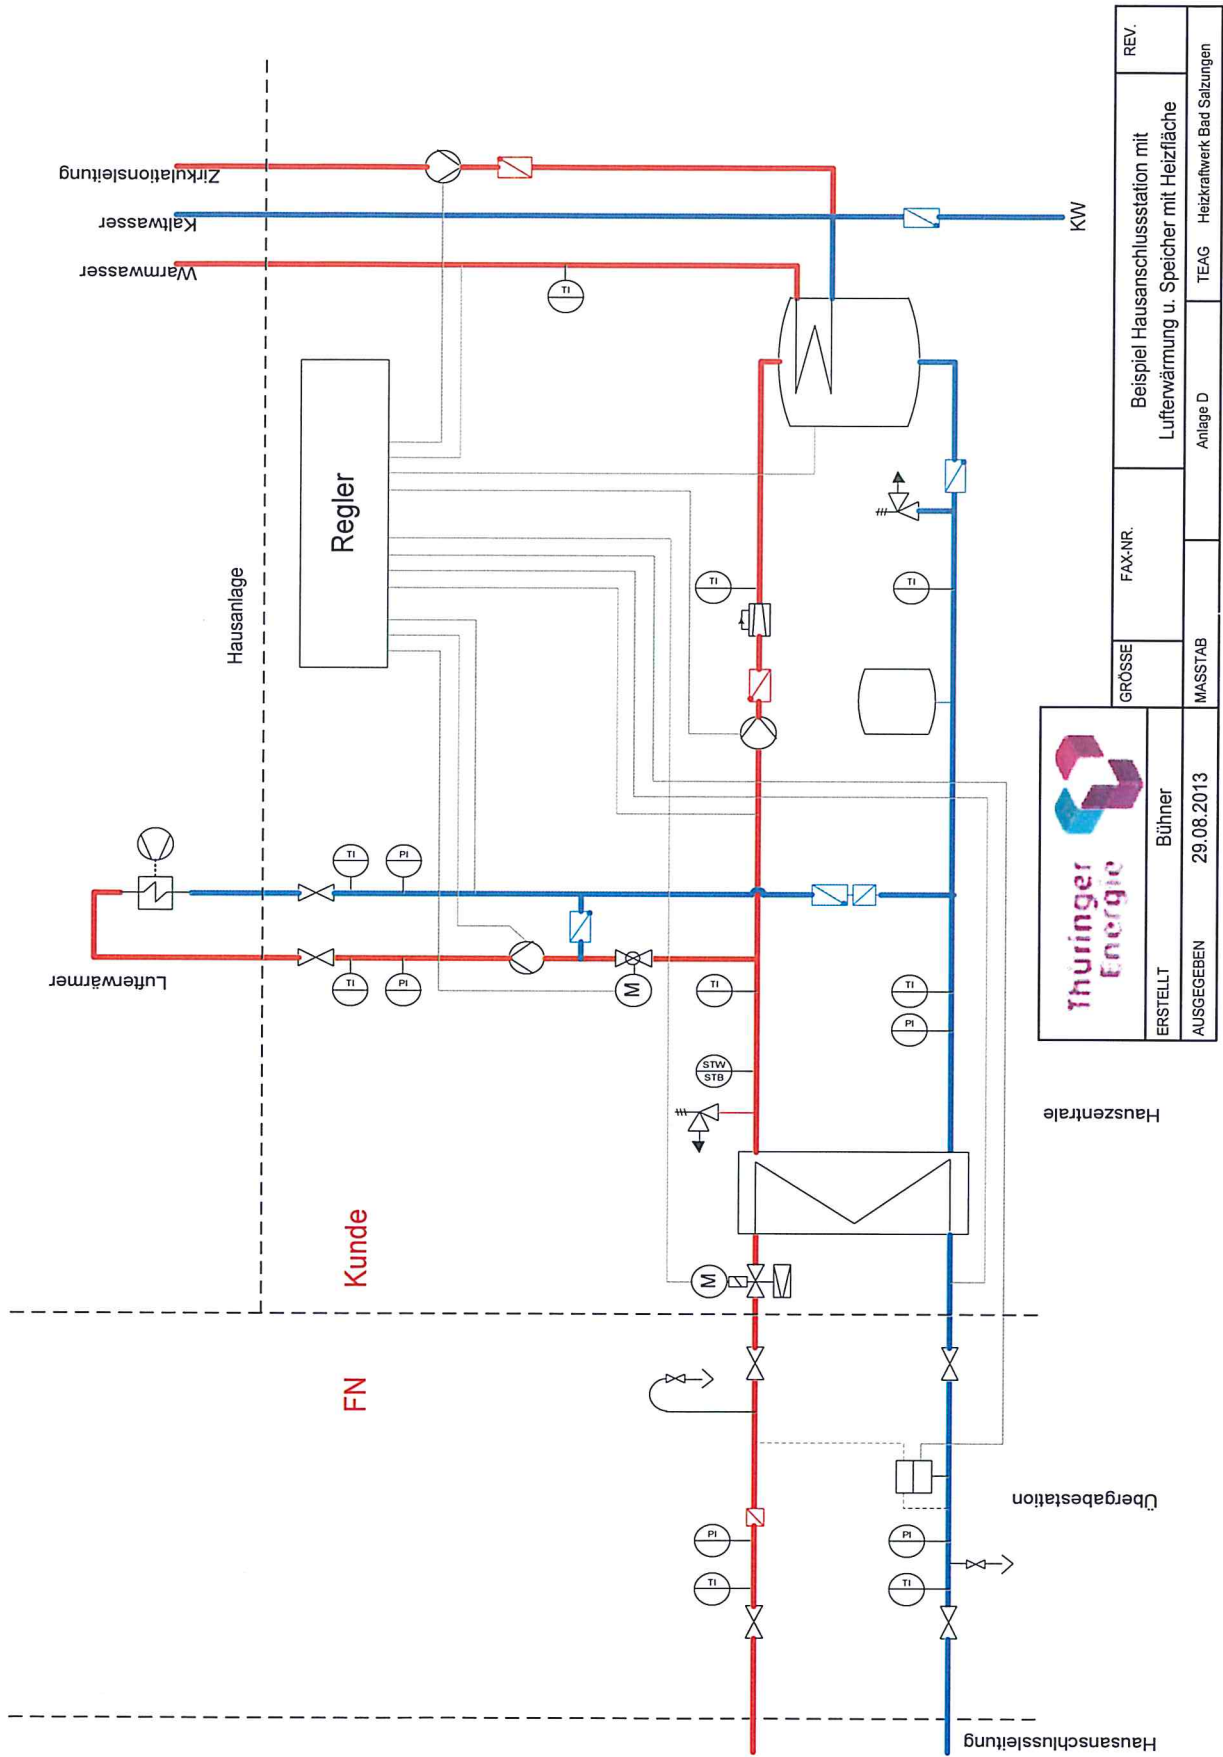 Zirkulationsleitung
Kaltwasser
Warmwasser
KW
TI
Regler
Hausanlage
Lufterwärmer
TI
PI
TI
PI
M
TI
TI
TI
STW
STB
TI
PI
Kunde
FN
M
Hauszentrale
Übergabestation
PI
TI
PI
TI
Hausanschlussleitung
Thüringer
Energie
ERSTELLT
Bühner
AUSGEGEBEN
29.08.2013
GRÖSSE
FAX-NR.
Beispiel Hausanschlussstation mit
Lufterwärmung u. Speicher mit Heizfläche
REV.
MASSTAB
Anlage D
TEAG
Heizkraftwerk Bad Salzungen